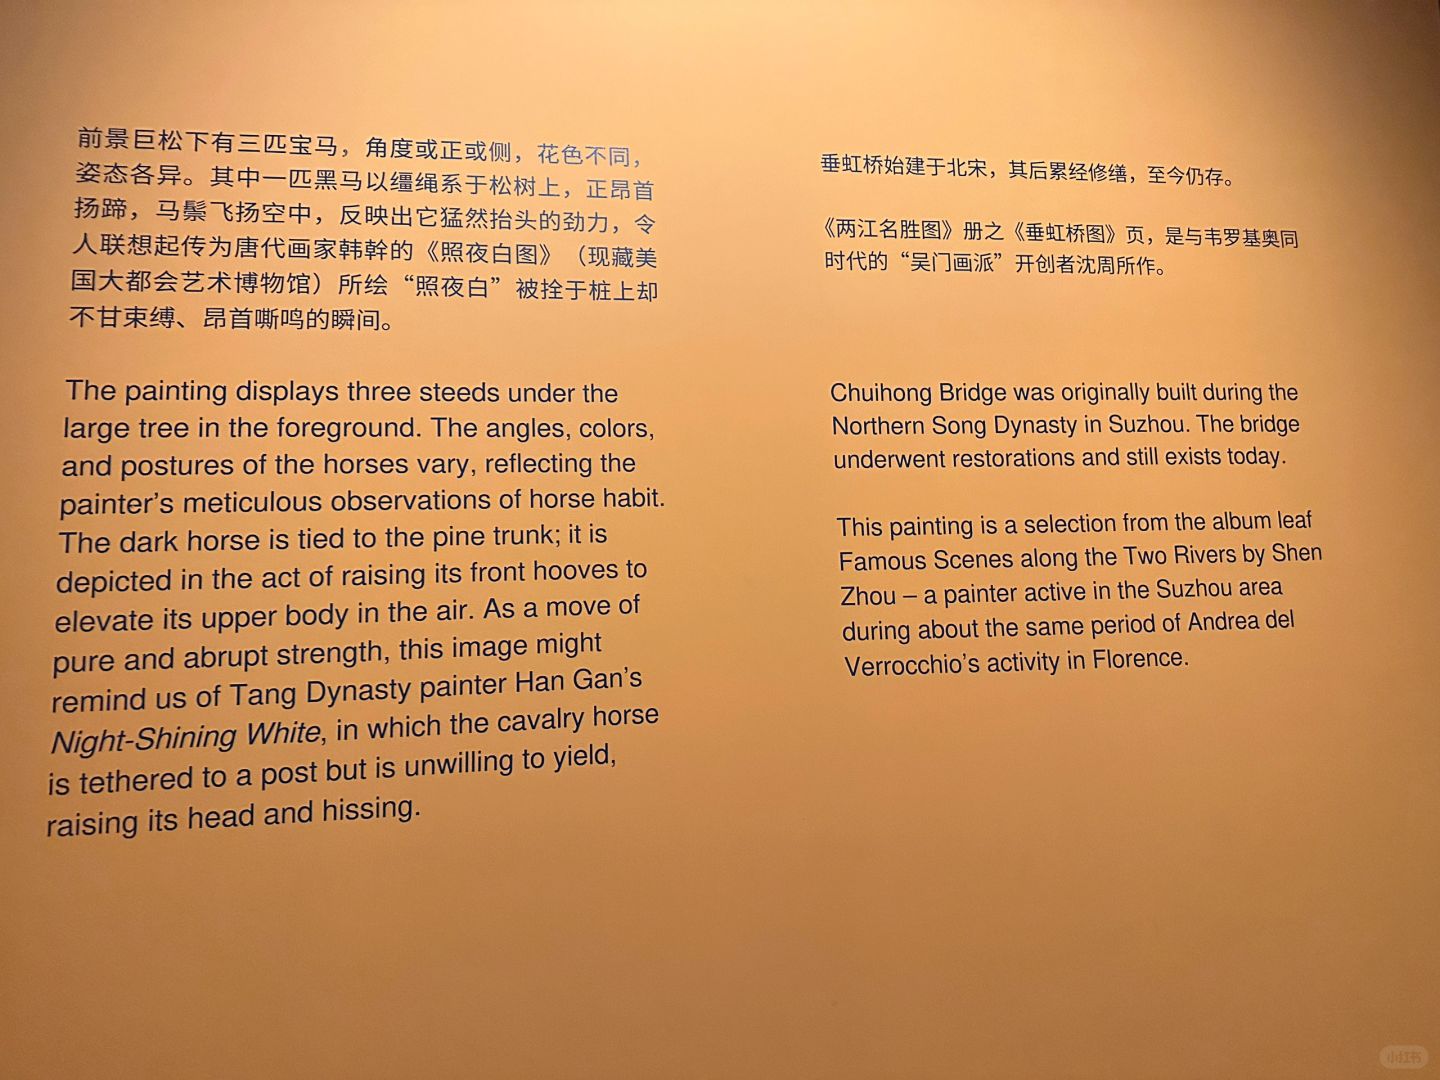 前景巨松下有三匹宝马，角度或正或侧，花色不同，
姿态各异。其中一匹黑马以缰绳系于松树上，正昂首
扬蹄，马鬃飞扬空中，反映出它猛然抬头的劲力，令
人联想起传为唐代画家韩幹的《照夜白图》（现藏美
国大都会艺术博物馆）所绘“照夜白”被拴于桩上却
不甘束缚、昂首嘶鸣的瞬间。
The painting displays three steeds under the
large tree in the foreground. The angles, colors,
and postures of the horses vary, reflecting the
painter’s meticulous observations of horse habit.
The dark horse is tied to the pine trunk; it is
depicted in the act of raising its front hooves to
elevate its upper body in the air. As a move of
pure and abrupt strength, this image might
remind us of Tang Dynasty painter Han Gan’s
Night-Shining White, in which the cavalry horse
is tethered to a post but is unwilling to yield,
raising its head and hissing.
垂虹桥始建于北宋，其后累经修缮，至今仍存。
《两江名胜图》册之《垂虹桥图》页，是与韦罗基奥同
时代的“吴门画派”开创者沈周所作。
Chuihong Bridge was originally built during the
Northern Song Dynasty in Suzhou. The bridge
underwent restorations and still exists today.
This painting is a selection from the album leaf
Famous Scenes along the Two Rivers by Shen
Zhou – a painter active in the Suzhou area
during about the same period of Andrea del
Verrocchio’s activity in Florence.
小红书